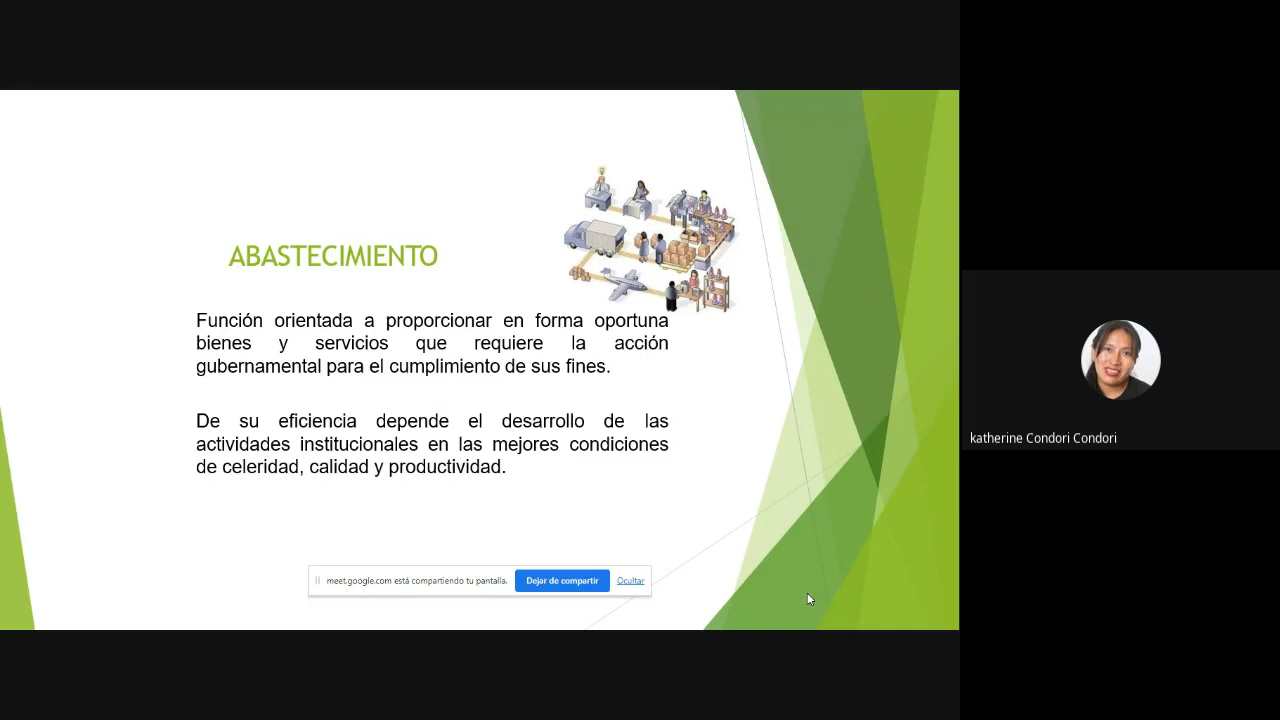 ABASTECIMIENTO
Función orientada a proporcionar en forma oportuna
bienes y servicios que requiere la acción
gubernamental para el cumplimiento de sus fines.
De su eficiencia depende el desarrollo de las
actividades institucionales en las mejores condiciones
de celeridad, calidad y productividad.
meet.google.com está compartiendo tu pantalla. Dejar de compartir Ocultar
katherine Condori Condori